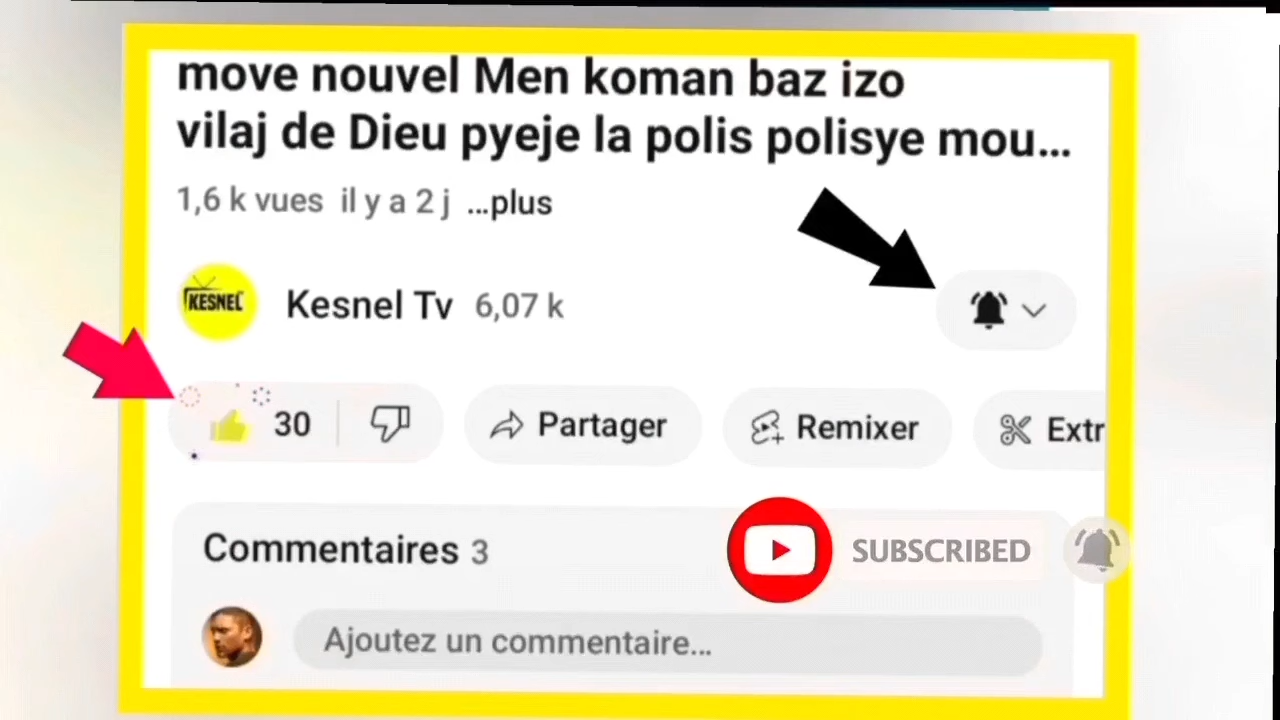 move nouvel Men koman baz izo
vilaj de Dieu pyeje la polis polisye mou...
1,6 k vues il y a 2 j ...plus
KESNEL
Kesnel Tv 6,07 k
30 Partager Remixer Extr
Commentaires 3
SUBSCRIBED
Ajoutez un commentaire...